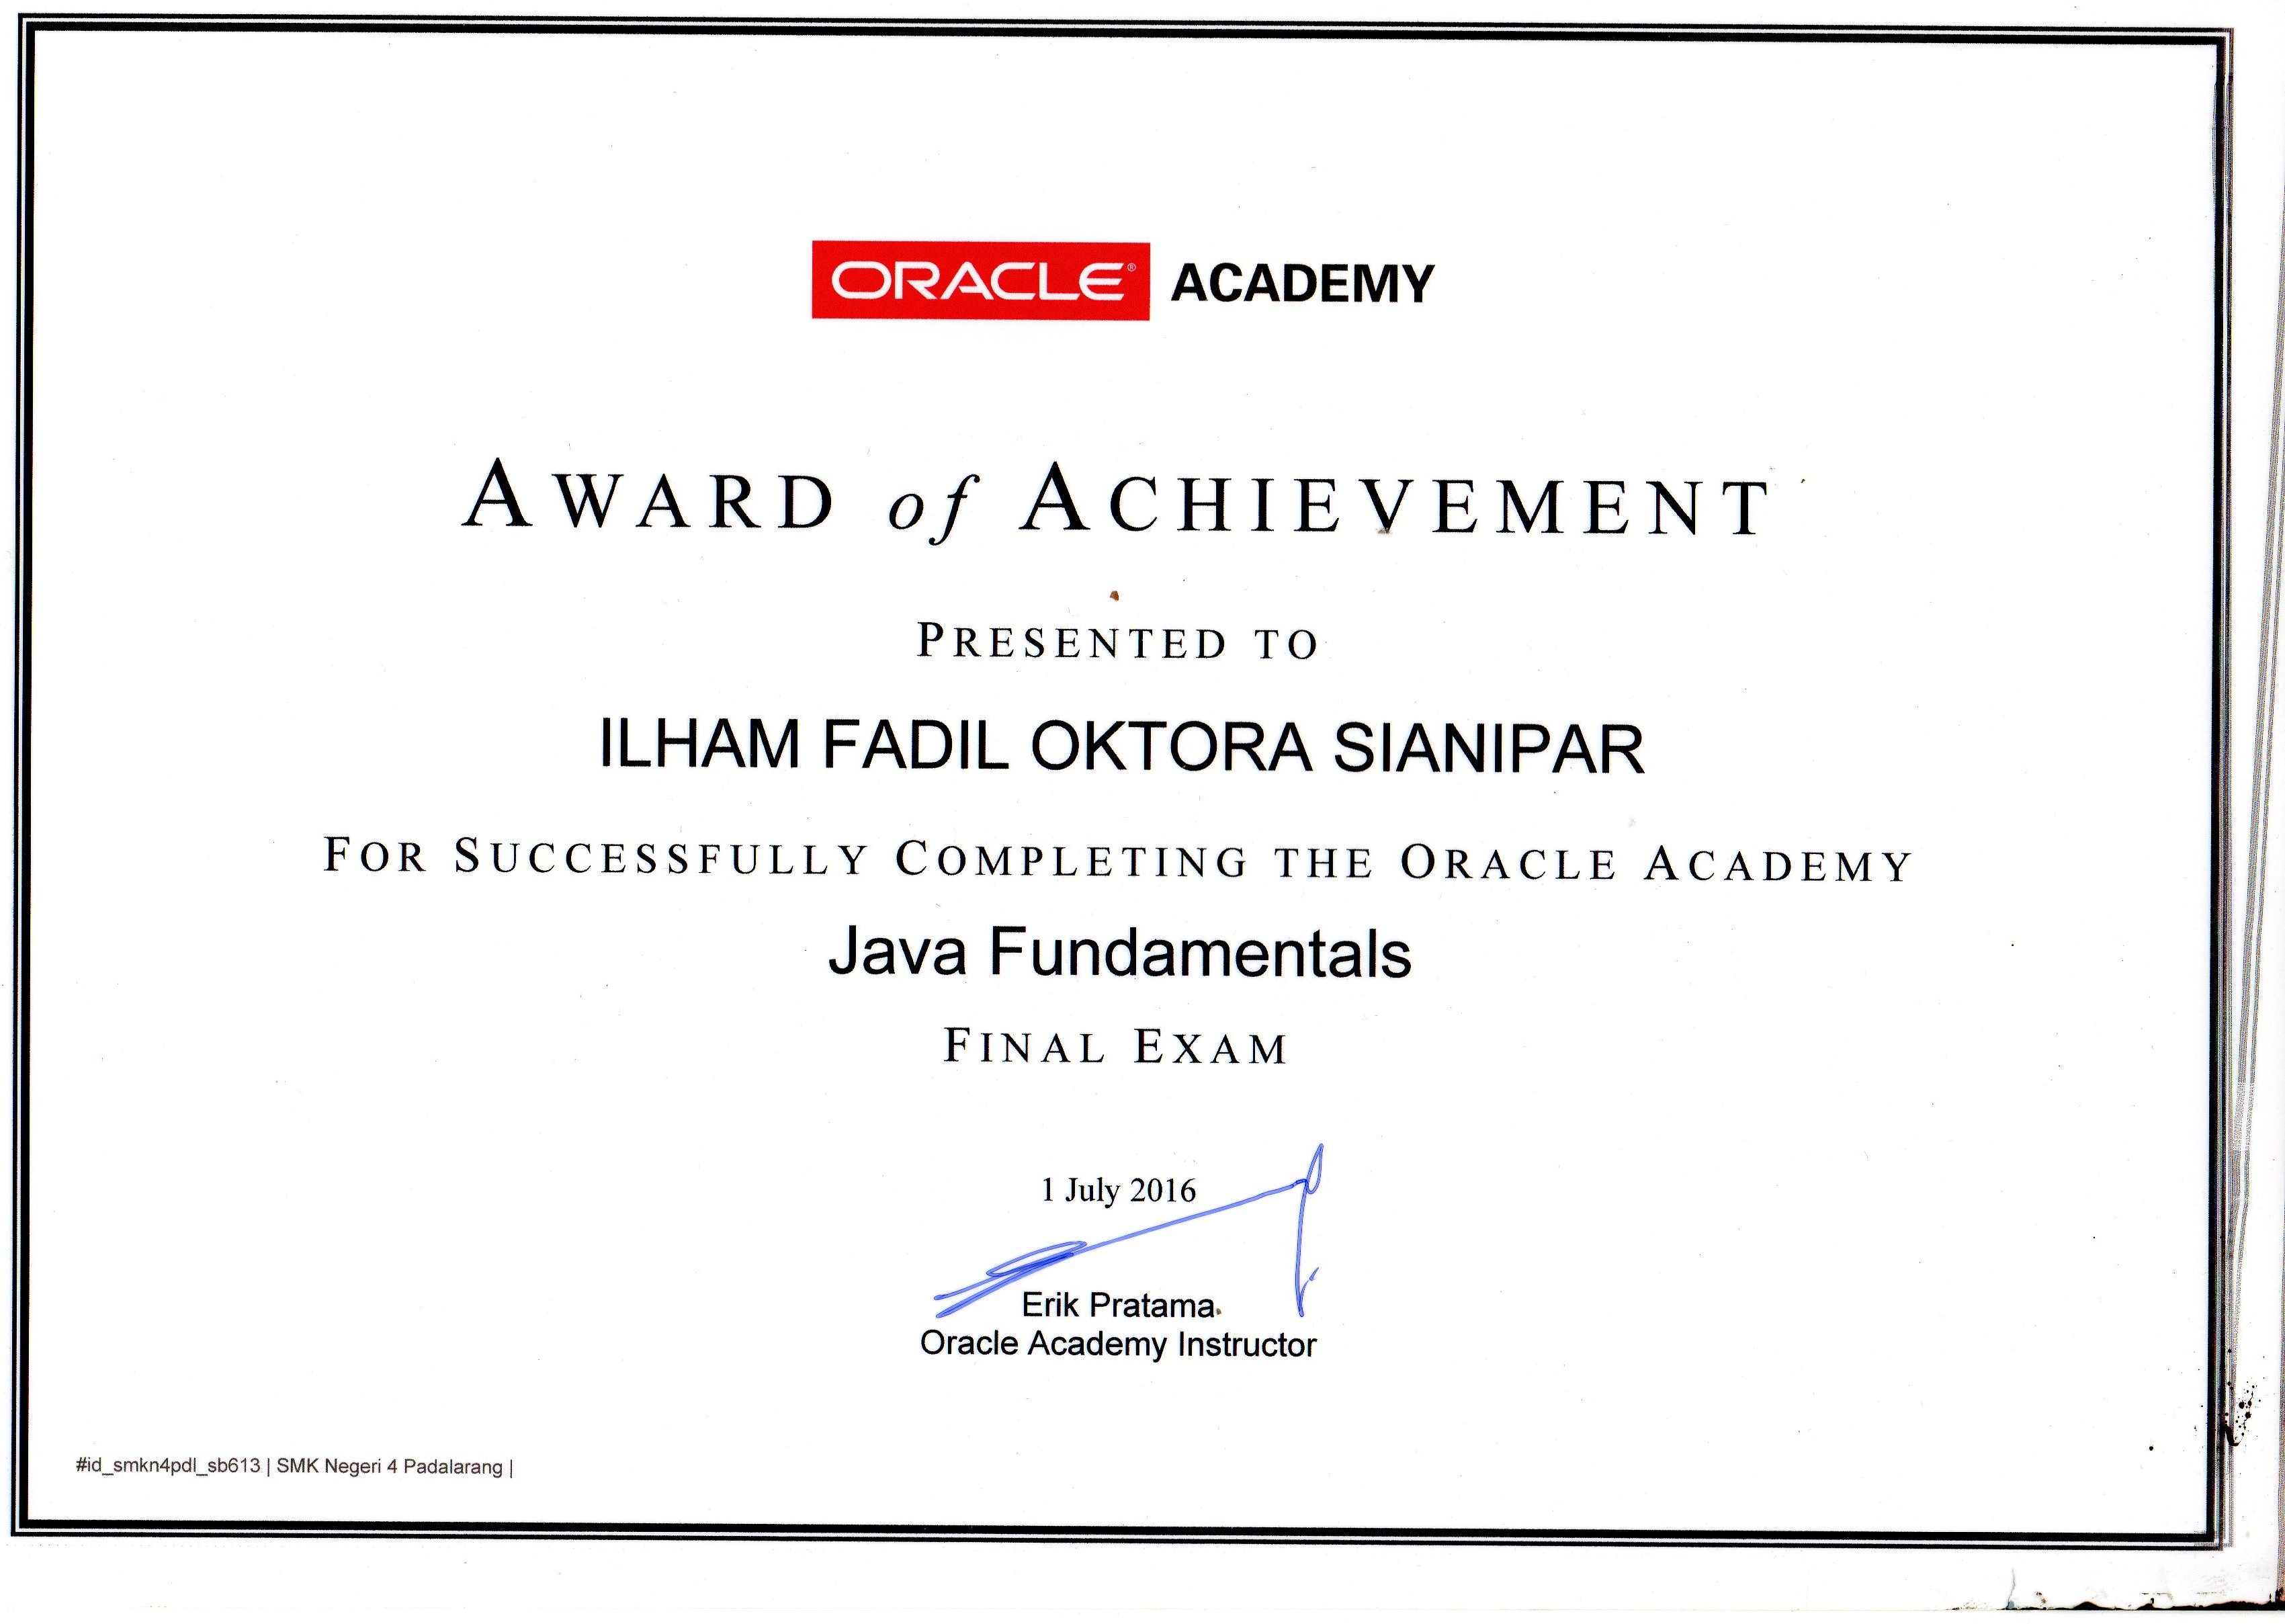 ORACLE® ACADEMY
AWARD of ACHIEVEMENT
PRESENTED TO
ILHAM FADIL OKTORA SIANIPAR
FOR SUCCESSFULLY COMPLETING THE ORACLE ACADEMY
Java Fundamentals
FINAL EXAM
1 July 2016
Erik Pratama
Oracle Academy Instructor
#id_smkn4pdl_sb613 | SMK Negeri 4 Padalarang |